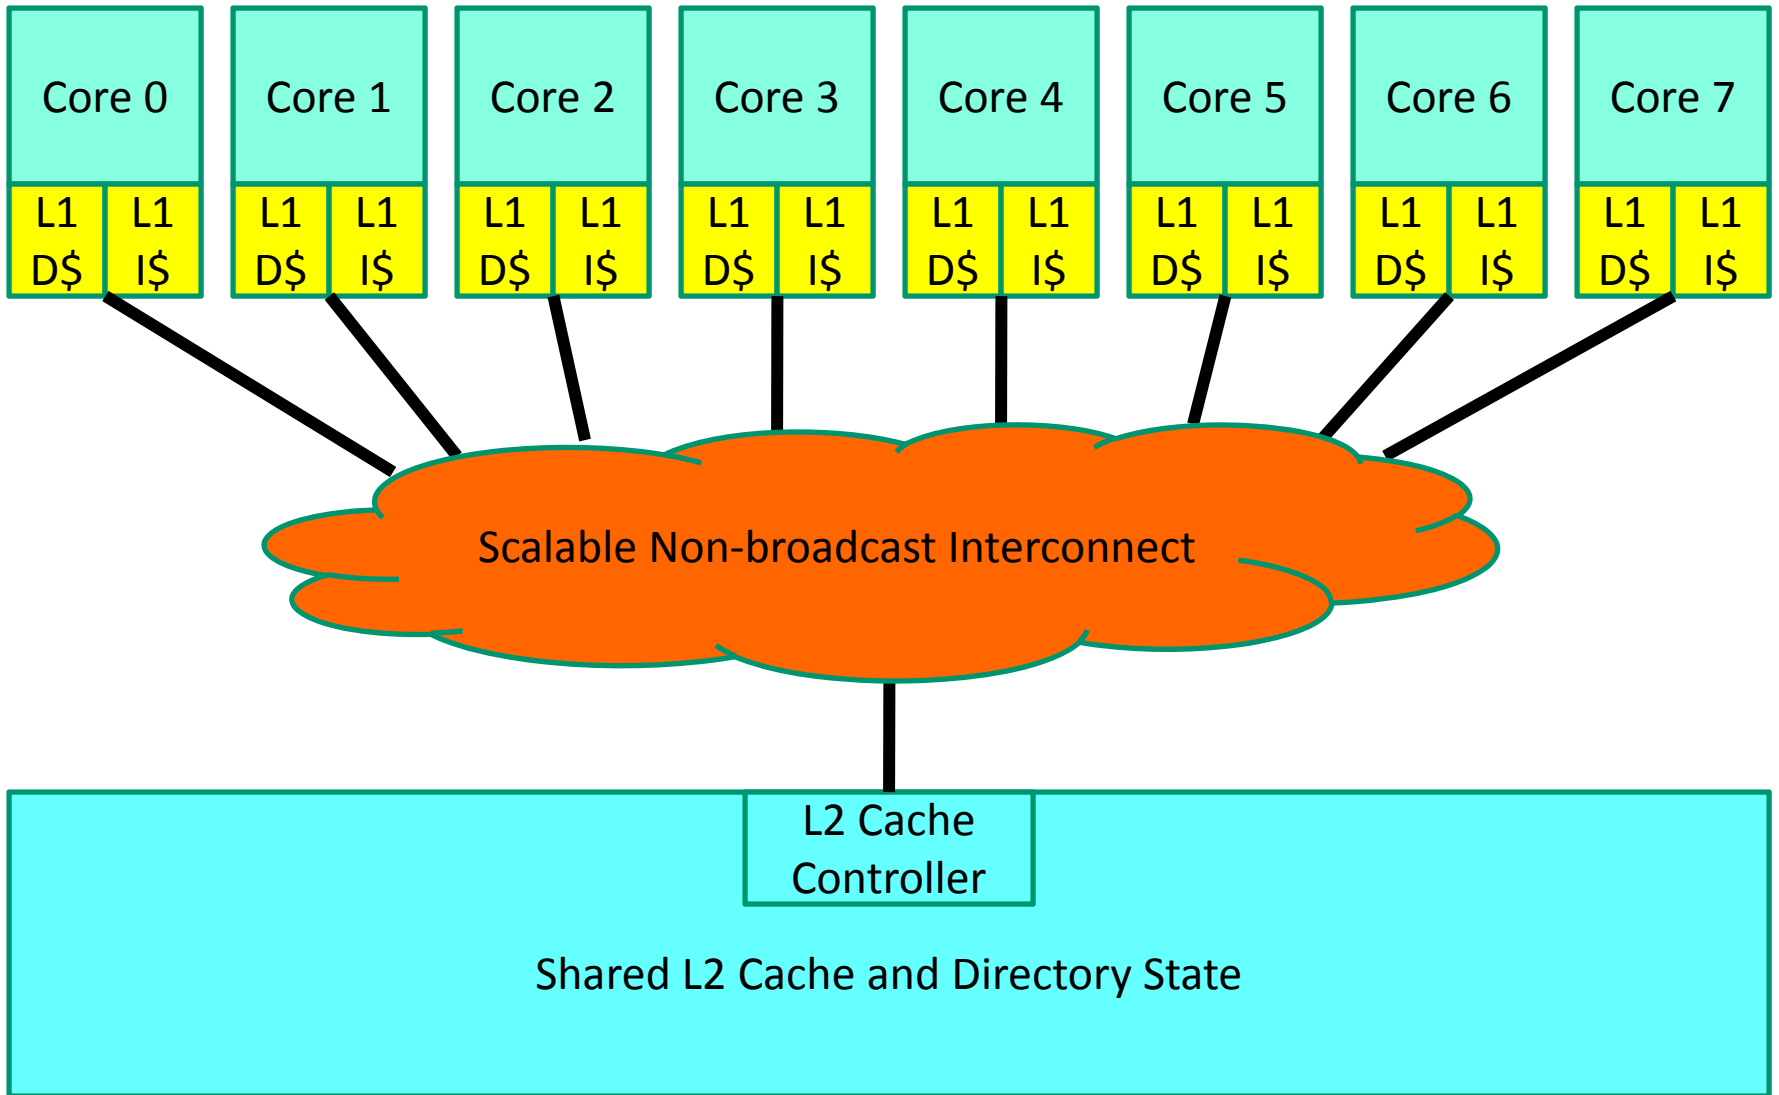 Core 0
Core 1
Core 2
Core 3
Core 4
Core 5
Core 6
Core 7
L1
D$
L1
I$
L1
D$
L1
I$
L1
D$
L1
I$
L1
D$
L1
I$
L1
D$
L1
I$
L1
D$
L1
I$
L1
D$
L1
I$
L1
D$
L1
I$
Scalable Non-broadcast Interconnect
L2 Cache
Controller
Shared L2 Cache and Directory State